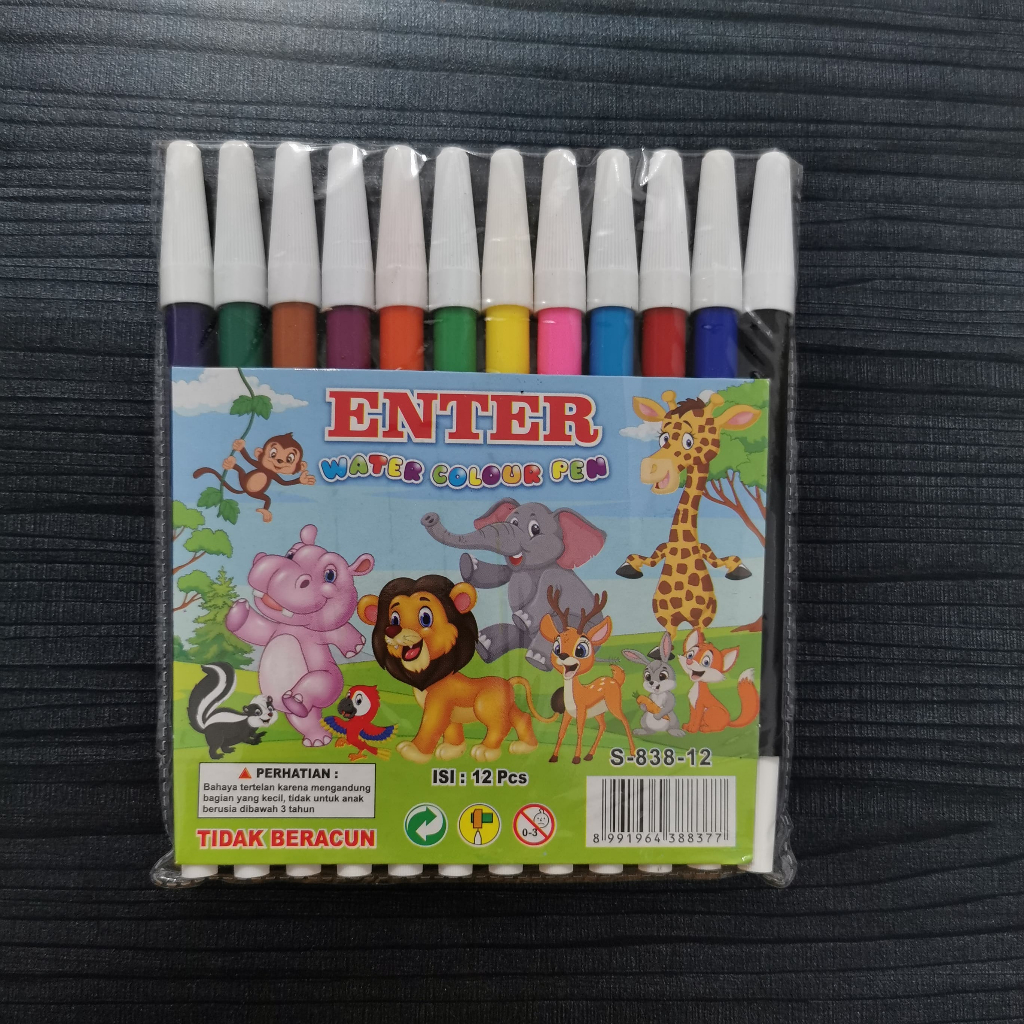 ENTER
WATER COLOUR PEN
S-838-12
PERHATIAN :
Bahaya tertelan karena mengandung
bagian yang kecil, tidak untuk anak
berusia dibawah 3 tahun
TIDAK BERACUN
ISI : 12 Pcs
0-3
8 991964 388377